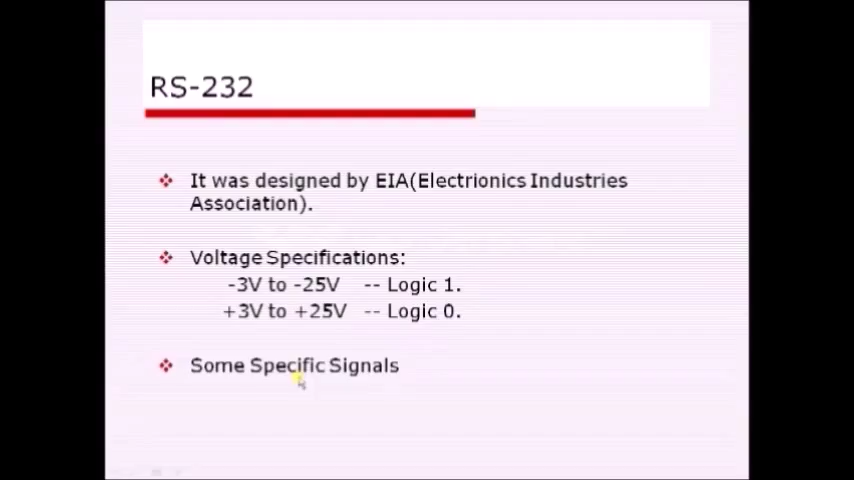 RS-232
It was designed by EIA(Electrionics Industries
Association).
Voltage Specifications:
-3V to -25V -- Logic 1.
+3V to +25V -- Logic 0.
Some Specific Signals